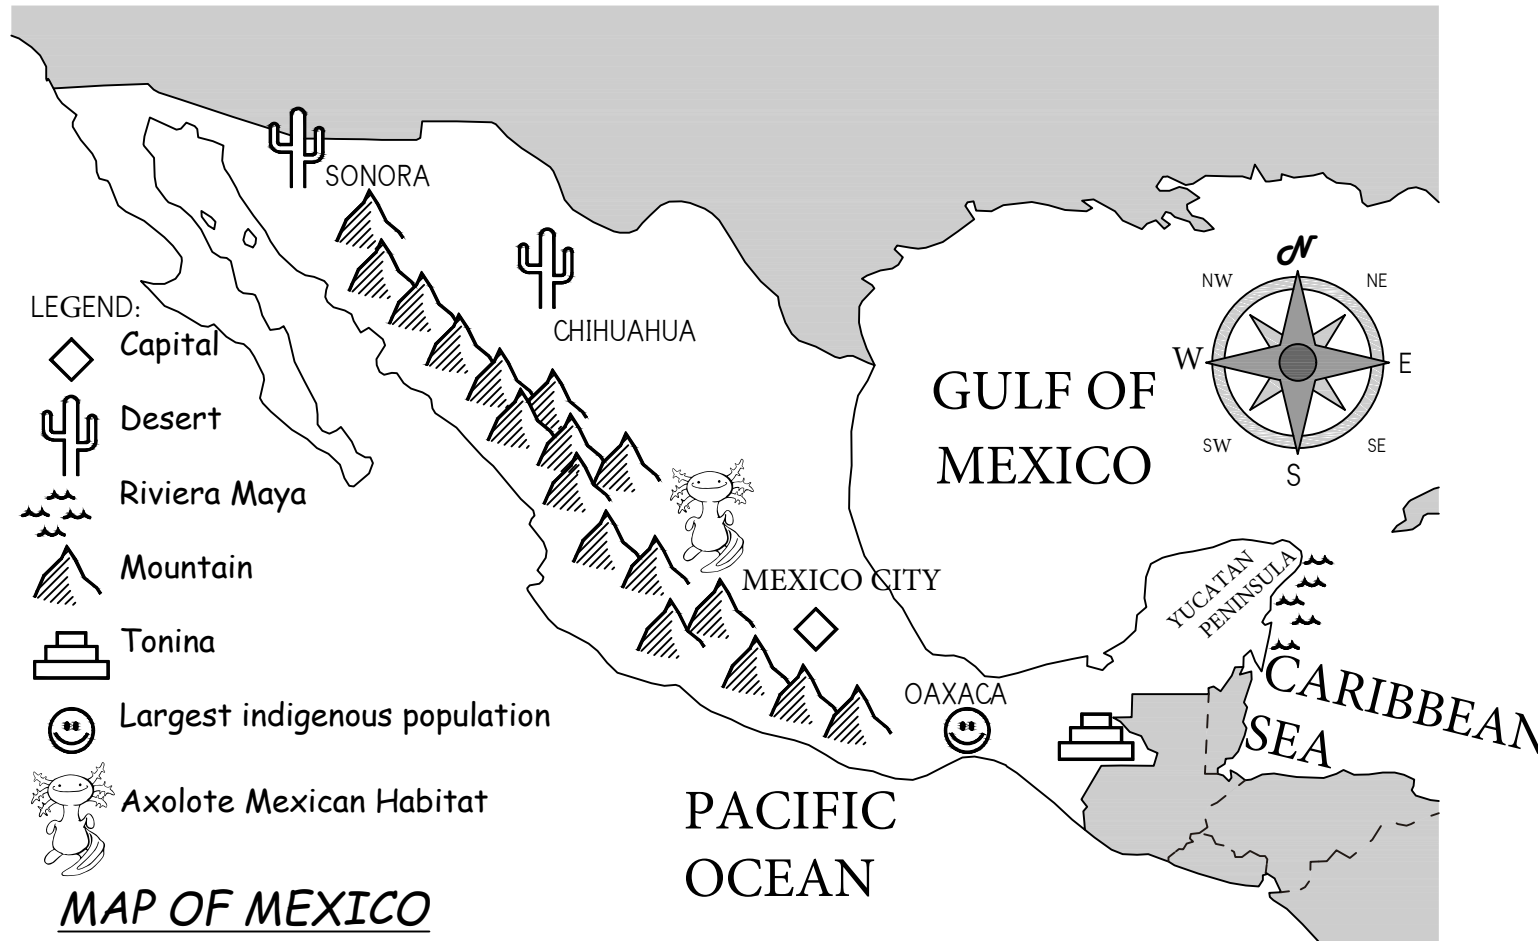 SONORA
CHIHUAHUA
N
NW
NE
W
E
SW
SE
S
LEGEND:
Capital
Desert
Riviera Maya
Mountain
Tonina
Largest indigenous population
Axolote Mexican Habitat
GULF OF
MEXICO
MEXICO CITY
YUCATAN
PENINSULA
OAXACA
CARIBBEAN
SEA
PACIFIC
OCEAN
MAP OF MEXICO